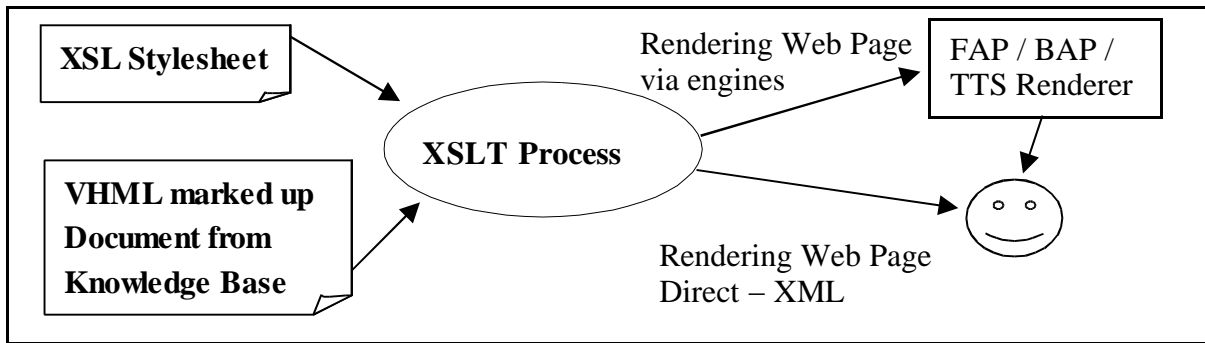 XSL Stylesheet
VHML marked up
Document from
Knowledge Base
XSLT Process
Rendering Web Page
via engines
FAP / BAP /
TTS Renderer
Rendering Web Page
Direct – XML